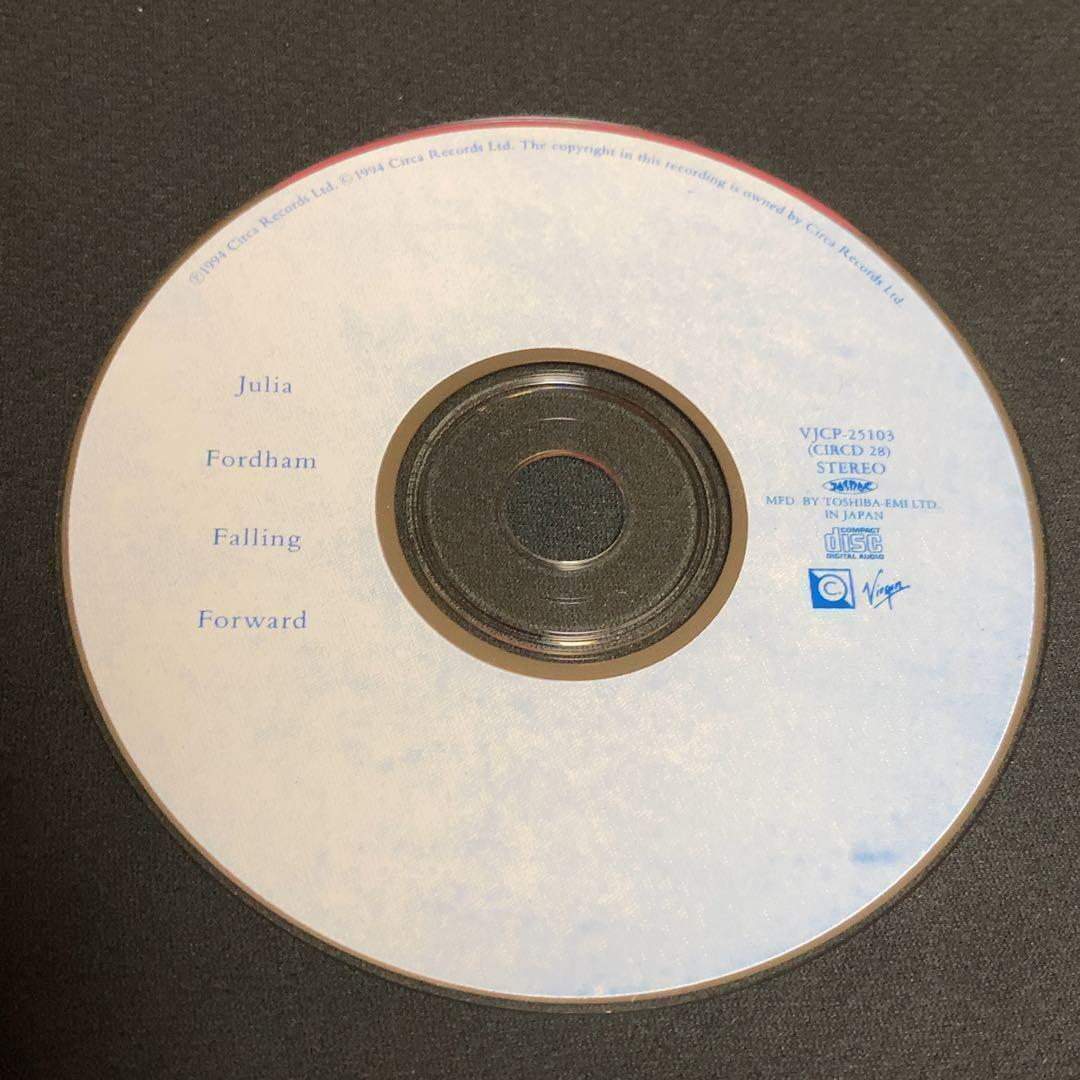 ℗1994 Circa Records Ltd. ©1994 Circa Records Ltd. The copyright in this recording is owned by Circa Records Ltd.
Julia
Fordham
Falling
Forward
VJCP-25103
(CIRCD 28)
STEREO
JASRAC
MFD. BY TOSHIBA-EMI LTD.
IN JAPAN
COMPACT
disc
DIGITAL AUDIO
C
Virgin